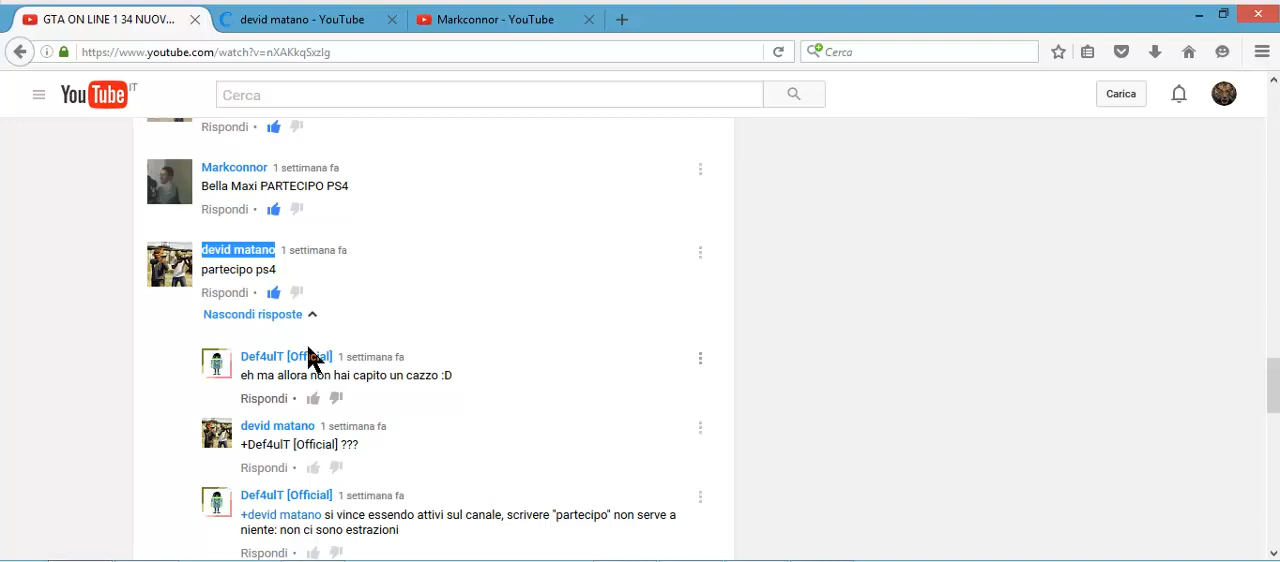 GTA ON LINE 1 34 NUOV...
devid matano - YouTube
Markconnor - YouTube
https://www.youtube.com/watch?v=nXAKkqSxzIg
Cerca
YouTube IT
Cerca
Carica
Rispondi •
Markconnor 1 settimana fa
Bella Maxi PARTECIPO PS4
Rispondi •
devid matano 1 settimana fa
partecipo ps4
Rispondi •
Nascondi risposte
Def4ulT [Official] 1 settimana fa
eh ma allora non hai capito un cazzo :D
Rispondi •
devid matano 1 settimana fa
+Def4ulT [Official] ???
Rispondi •
Def4ulT [Official] 1 settimana fa
+devid matano si vince essendo attivi sul canale, scrivere "partecipo" non serve a
niente: non ci sono estrazioni
Rispondi •